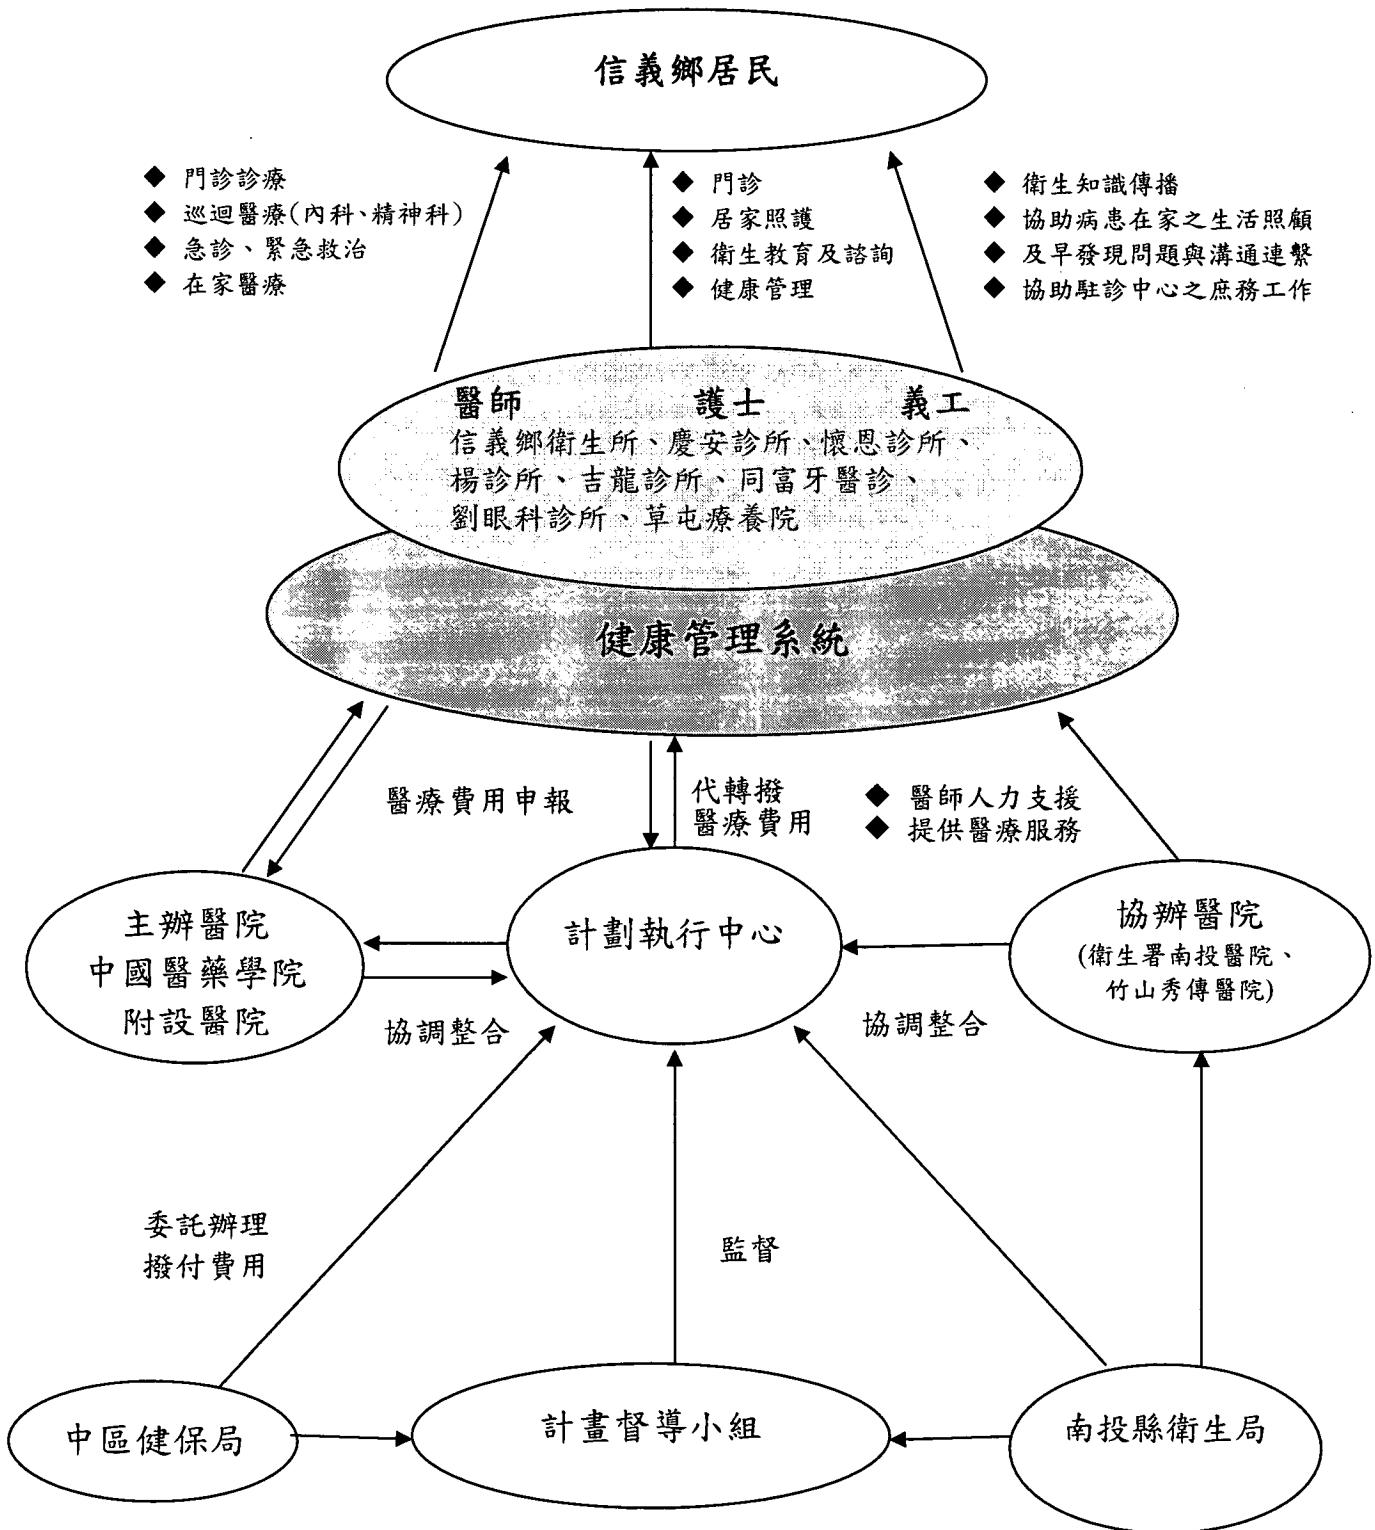 信義鄉居民
◆ 門診診療
◆ 巡迴醫療(內科、精神科)
◆ 急診、緊急救治
◆ 在家醫療
◆ 門診
◆ 居家照護
◆ 衛生教育及諮詢
◆ 健康管理
◆ 衛生知識傳播
◆ 協助病患在家之生活照顧
◆ 及早發現問題與溝通連繫
◆ 協助駐診中心之庶務工作
醫師 護士 義工
信義鄉衛生所、慶安診所、懷恩診所、
楊診所、吉龍診所、同富牙醫診、
劉眼科診所、草屯療養院
健康管理系統
醫療費用申報
代轉撥
醫療費用
◆ 醫師人力支援
◆ 提供醫療服務
主辦醫院
中國醫藥學院
附設醫院
計劃執行中心
協辦醫院
(衛生署南投醫院、
竹山秀傳醫院)
協調整合
協調整合
委託辦理
撥付費用
監督
中區健保局
計畫督導小組
南投縣衛生局